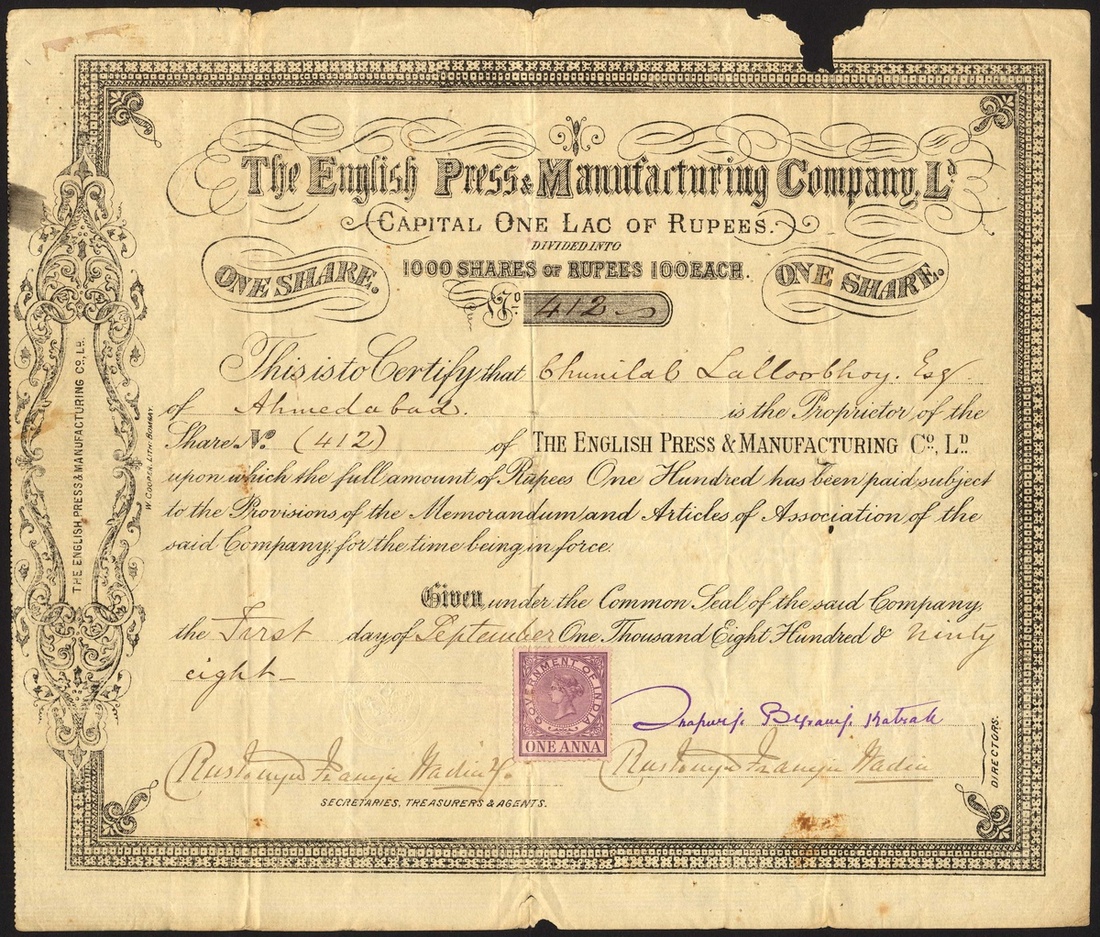 The English Press & Manufacturing Company, Ld
CAPITAL ONE LAC OF RUPEES.
DIVIDED INTO
1000 SHARES OF RUPEES 100 EACH.
ONE SHARE.
ONE SHARE.
No. 412
This is to Certify that Chunilal Lalloobhoy. Esq.
of Ahmedabad. is the Proprietor of the
Share No. (412) of THE ENGLISH PRESS & MANUFACTURING Co. Ld.
upon which the full amount of Rupees One Hundred has been paid subject
to the Provisions of the Memorandum and Articles of Association of the
said Company, for the time being in force.
Given under the Common Seal of the said Company,
the First day of September One Thousand Eight Hundred & Ninty
eight
GOVERNMENT OF INDIA
ONE ANNA
Byramji Katrak
Rustomji Framji Wadia
DIRECTORS.
Rustomji Framji Wadia & Co.
SECRETARIES, TREASURERS & AGENTS.
THE ENGLISH PRESS & MANUFACTURING Co., Ld.
W. COOPER, LITH: BOMBAY.